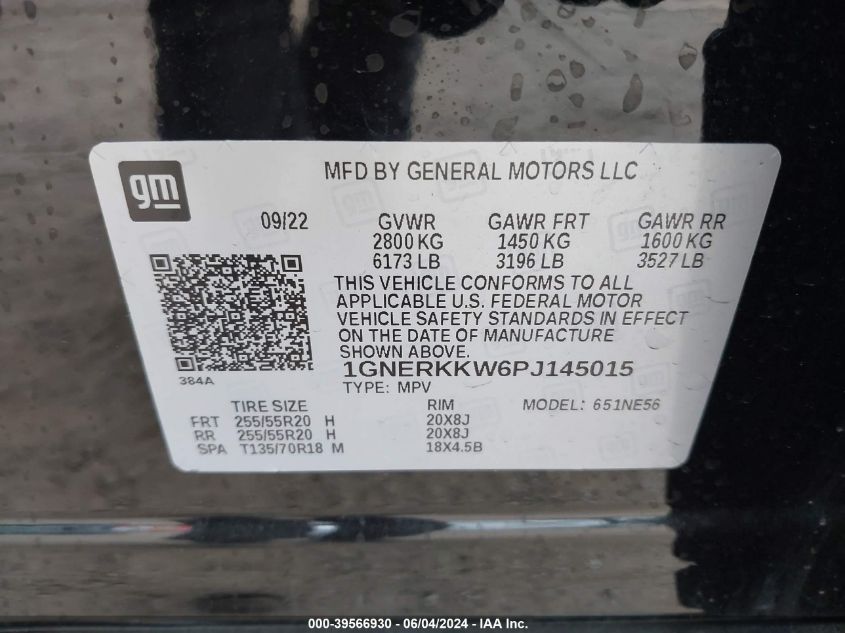 gm
MFD BY GENERAL MOTORS LLC
09/22 GVWR GAWR FRT GAWR RR
2800 KG 1450 KG 1600 KG
6173 LB 3196 LB 3527 LB
THIS VEHICLE CONFORMS TO ALL
APPLICABLE U.S. FEDERAL MOTOR
VEHICLE SAFETY STANDARDS IN EFFECT
ON THE DATE OF MANUFACTURE
SHOWN ABOVE.
1GNERKKW6PJ145015
384A
TYPE: MPV
TIRE SIZE RIM MODEL: 651NE56
FRT 255/55R20 H 20X8J
RR 255/55R20 H 20X8J
SPA T135/70R18 M 18X4.5B
000-39566930 - 06/04/2024 - IAA Inc.